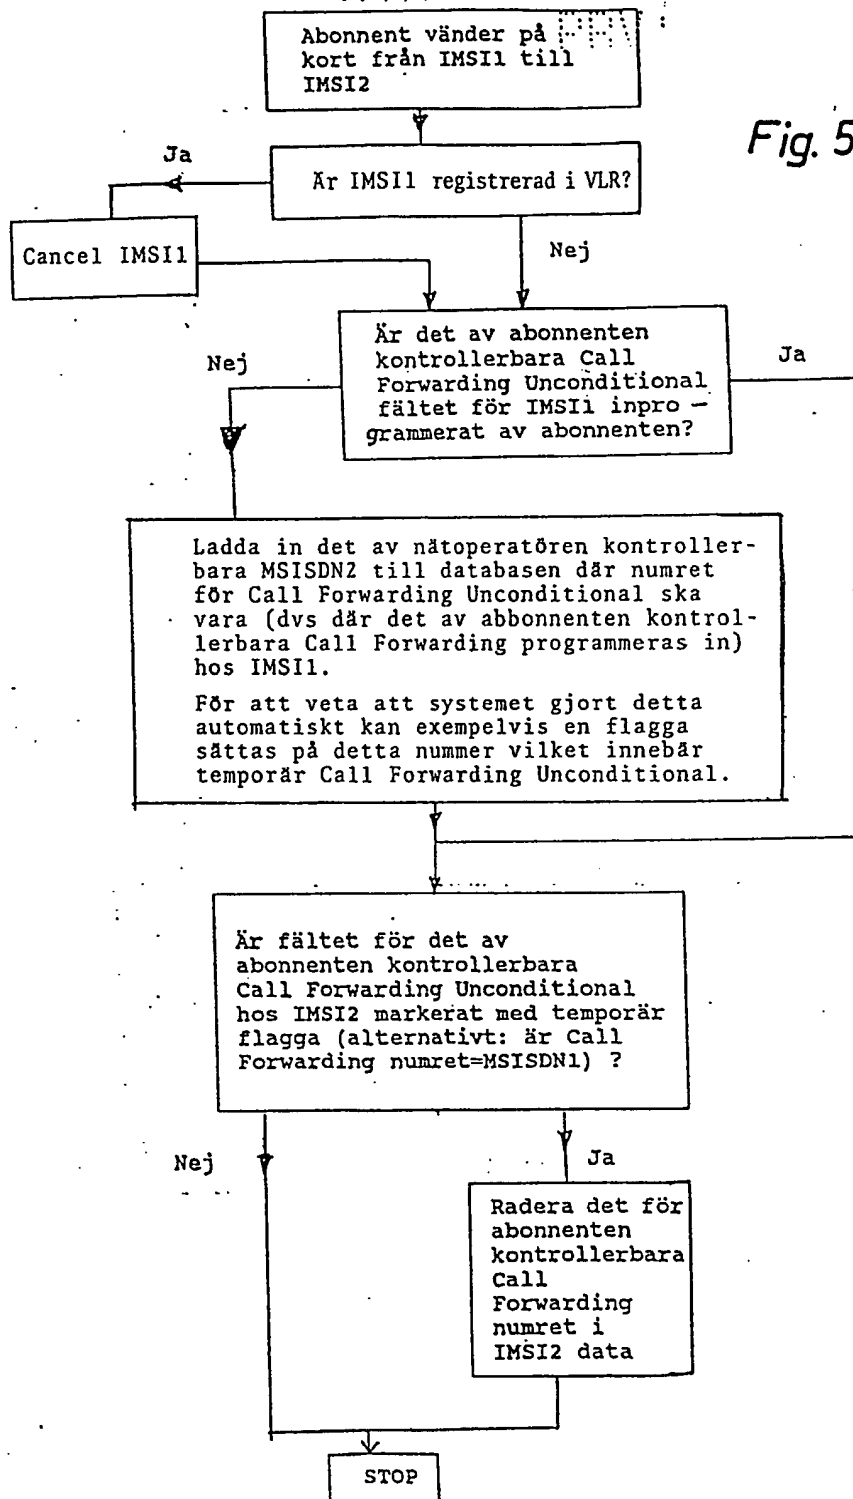 Abonnent vänder på
kort från IMSI1 till
IMSI2
Fig. 5
Ja
Är IMSI1 registrerad i VLR?
Cancel IMSI1
Nej
Är det av abonnenten
kontrollerbara Call
Forwarding Unconditional
fältet för IMSI1 inpro-
grammerat av abonnenten?
Nej
Ja
Ladda in det av nätoperatören kontroller-
bara MSISDN2 till databasen där numret
för Call Forwarding Unconditional ska
vara (dvs där det av abbonnenten kontrol-
lerbara Call Forwarding programmeras in)
hos IMSI1.
För att veta att systemet gjort detta
automatiskt kan exempelvis en flagga
sättas på detta nummer vilket innebär
temporär Call Forwarding Unconditional.
Är fältet för det av
abonnenten kontrollerbara
Call Forwarding Unconditional
hos IMSI2 markerat med temporär
flagga (alternativt: är Call
Forwarding numret=MSISDN1) ?
Nej
Ja
Radera det för
abonnenten
kontrollerbara
Call
Forwarding
numret i
IMSI2 data
STOP